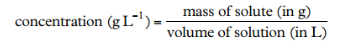 concentration (g L⁻¹) = mass of solute (in g) / volume of solution (in L)